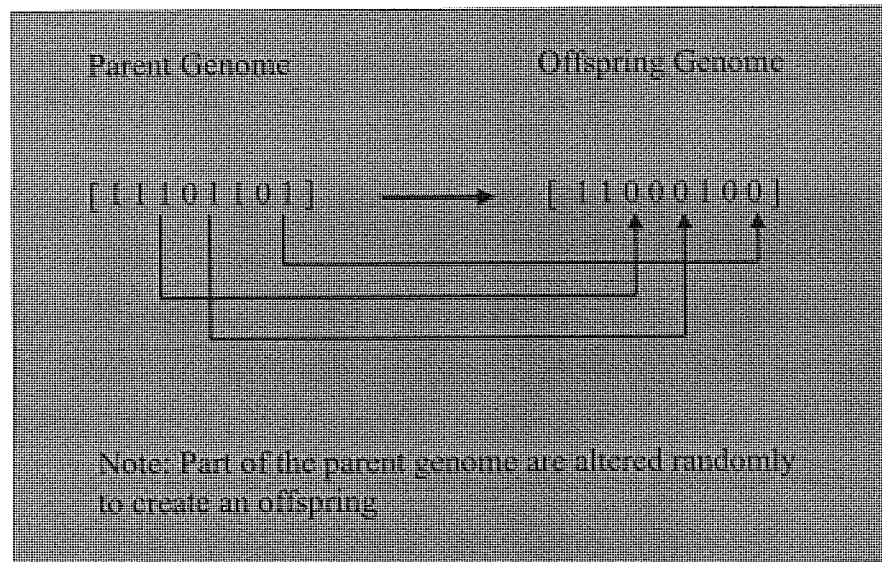 Parent Genome
Offspring Genome
[ 1 1 1 0 1 1 0 1 ]
[ 1 1 0 0 0 1 0 0 ]
Note: Part of the parent genome are altered randomly
to create an offspring